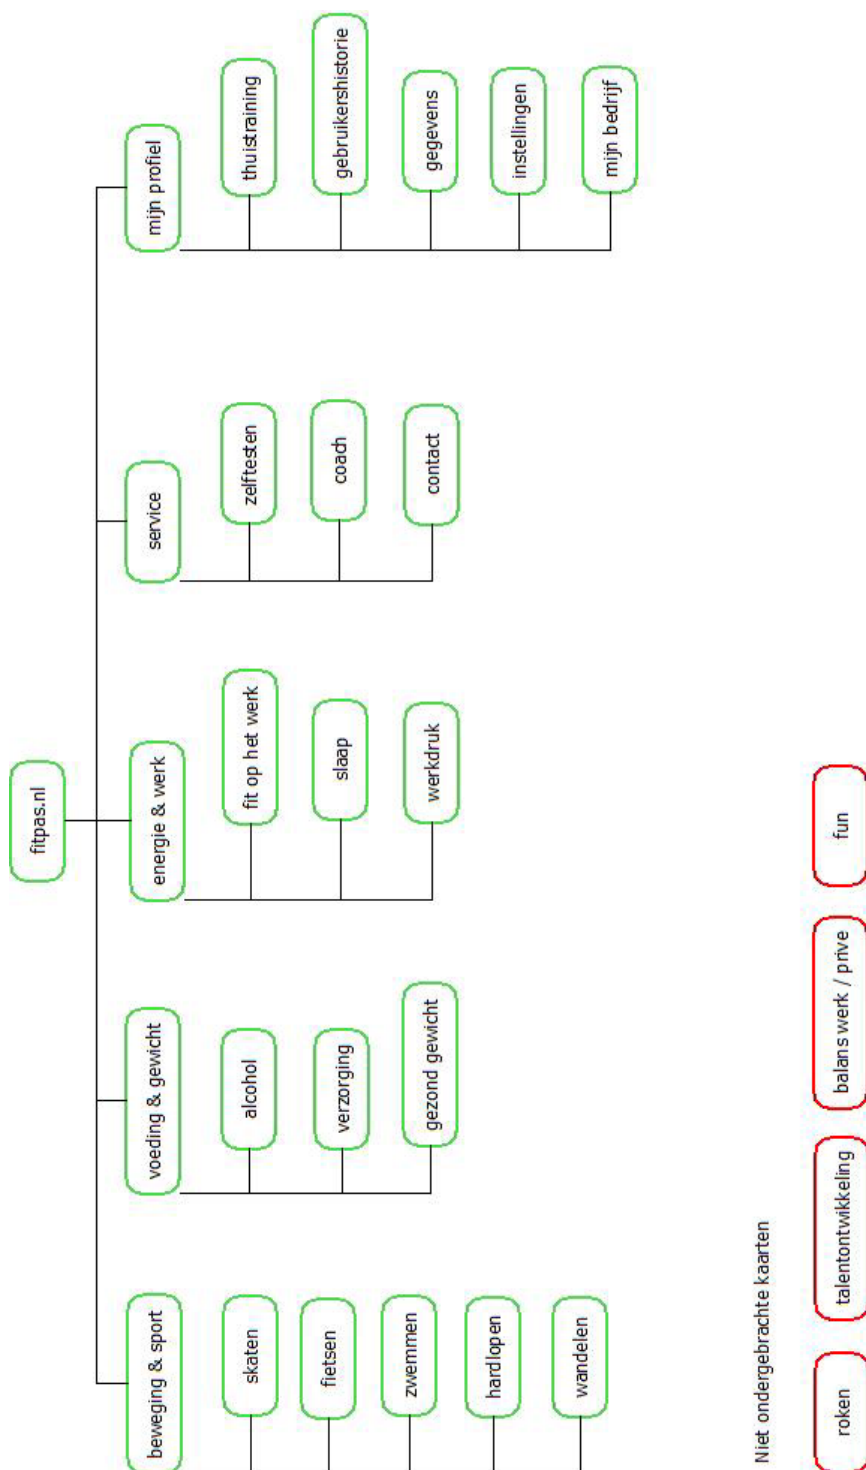 fitpas.nl
beweging & sport
skaten
fietsen
zwemmen
hardlopen
wandelen
voeding & gewicht
alcohol
verzorging
gezond gewicht
energie & werk
fit op het werk
slaap
werkdruk
service
zelftesten
coach
contact
mijn profiel
thuistraining
gebruikershistorie
gegevens
instellingen
mijn bedrijf
Niet ondergebrachte kaarten
roken
talentontwikkeling
balans werk / prive
fun